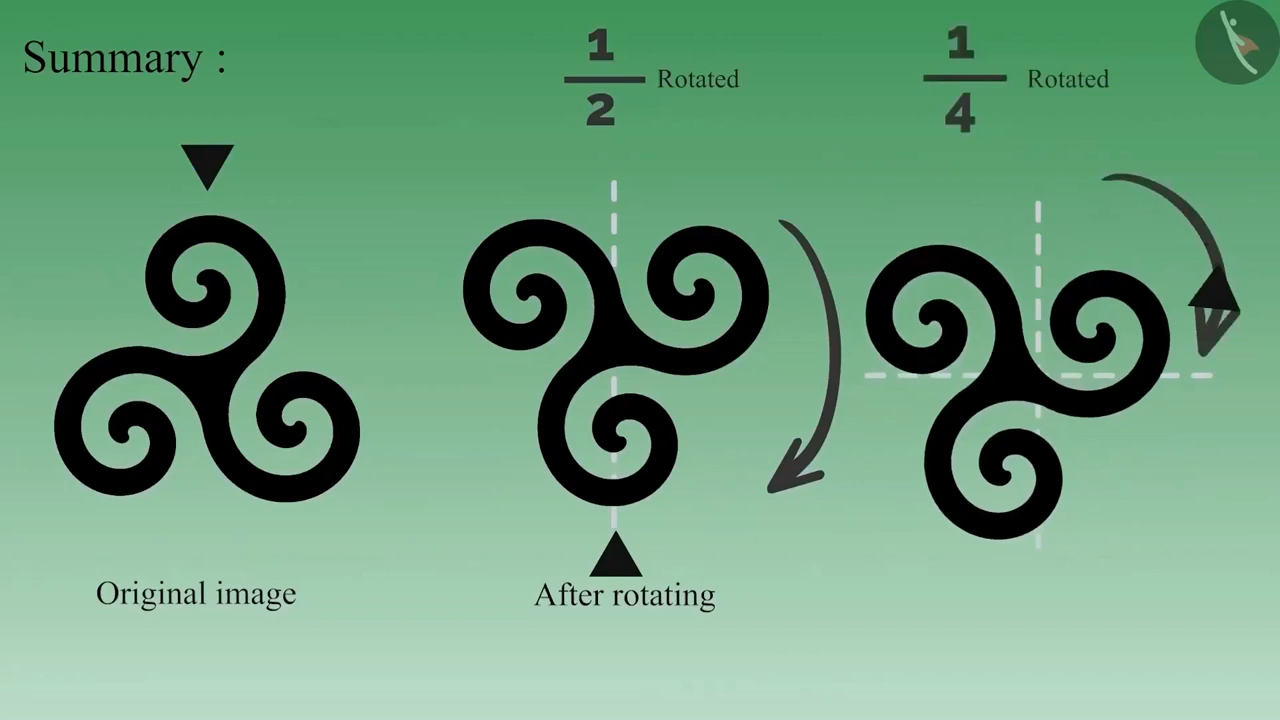 Summary :
1
2
Rotated
1
4
Rotated
Original image
After rotating